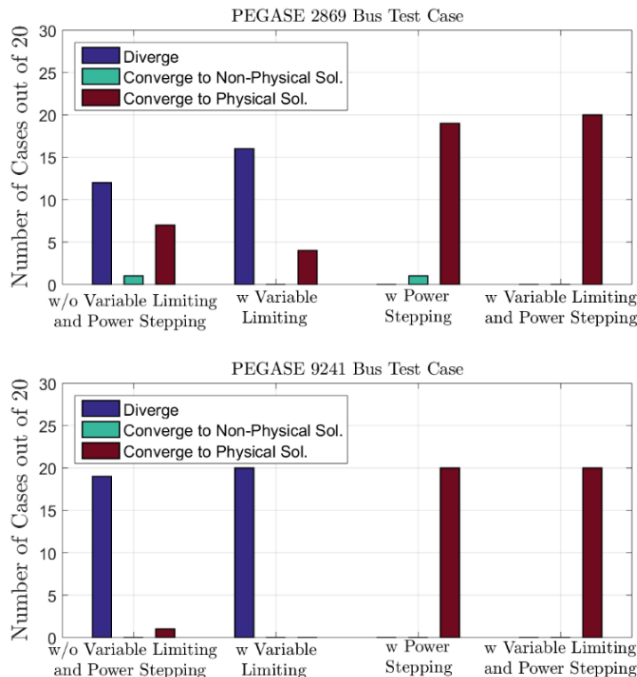 PEGASE 2869 Bus Test Case
Number of Cases out of 20
30
25
20
15
10
5
0
Diverge
Converge to Non-Physical Sol.
Converge to Physical Sol.
w/o Variable Limiting
and Power Stepping
w Variable
Limiting
w Power
Stepping
w Variable Limiting
and Power Stepping
PEGASE 9241 Bus Test Case
Number of Cases out of 20
30
25
20
15
10
5
0
Diverge
Converge to Non-Physical Sol.
Converge to Physical Sol.
w/o Variable Limiting
and Power Stepping
w Variable
Limiting
w Power
Stepping
w Variable Limiting
and Power Stepping